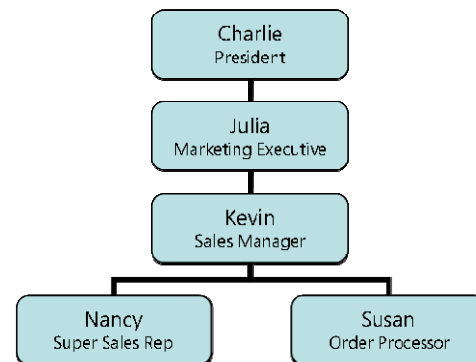 Charlie
President
Julia
Marketing Executive
Kevin
Sales Manager
Nancy
Super Sales Rep
Susan
Order Processor